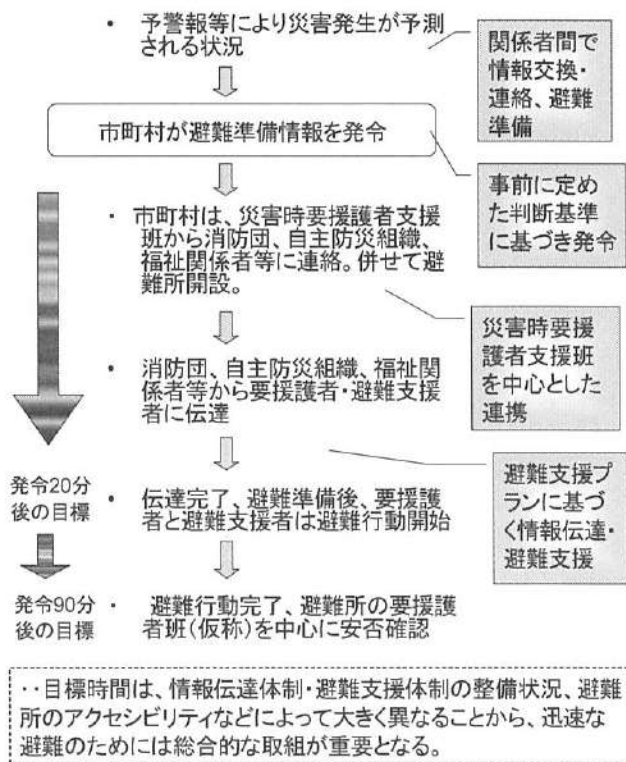 ・ 予警報等により災害発生が予測
される状況
関係者間で
情報交換・
連絡、避難
準備
市町村が避難準備情報を発令
事前に定め
た判断基準
に基づき発令
・ 市町村は、災害時要援護者支援
班から消防団、自主防災組織、
福祉関係者等に連絡。併せて避
難所開設。
災害時要援
護者支援班
を中心とした
連携
・ 消防団、自主防災組織、福祉関
係者等から要援護者・避難支援
者に伝達
避難支援プ
ランに基づ
く情報伝達・
避難支援
発令20分
後の目標
・ 伝達完了、避難準備後、要援護
者と避難支援者は避難行動開始
発令90分
後の目標
・ 避難行動完了、避難所の要援護
者班(仮称)を中心に安否確認
・・目標時間は、情報伝達体制・避難支援体制の整備状況、避難
所のアクセシビリティなどによって大きく異なることから、迅速な
避難のためには総合的な取組が重要となる。